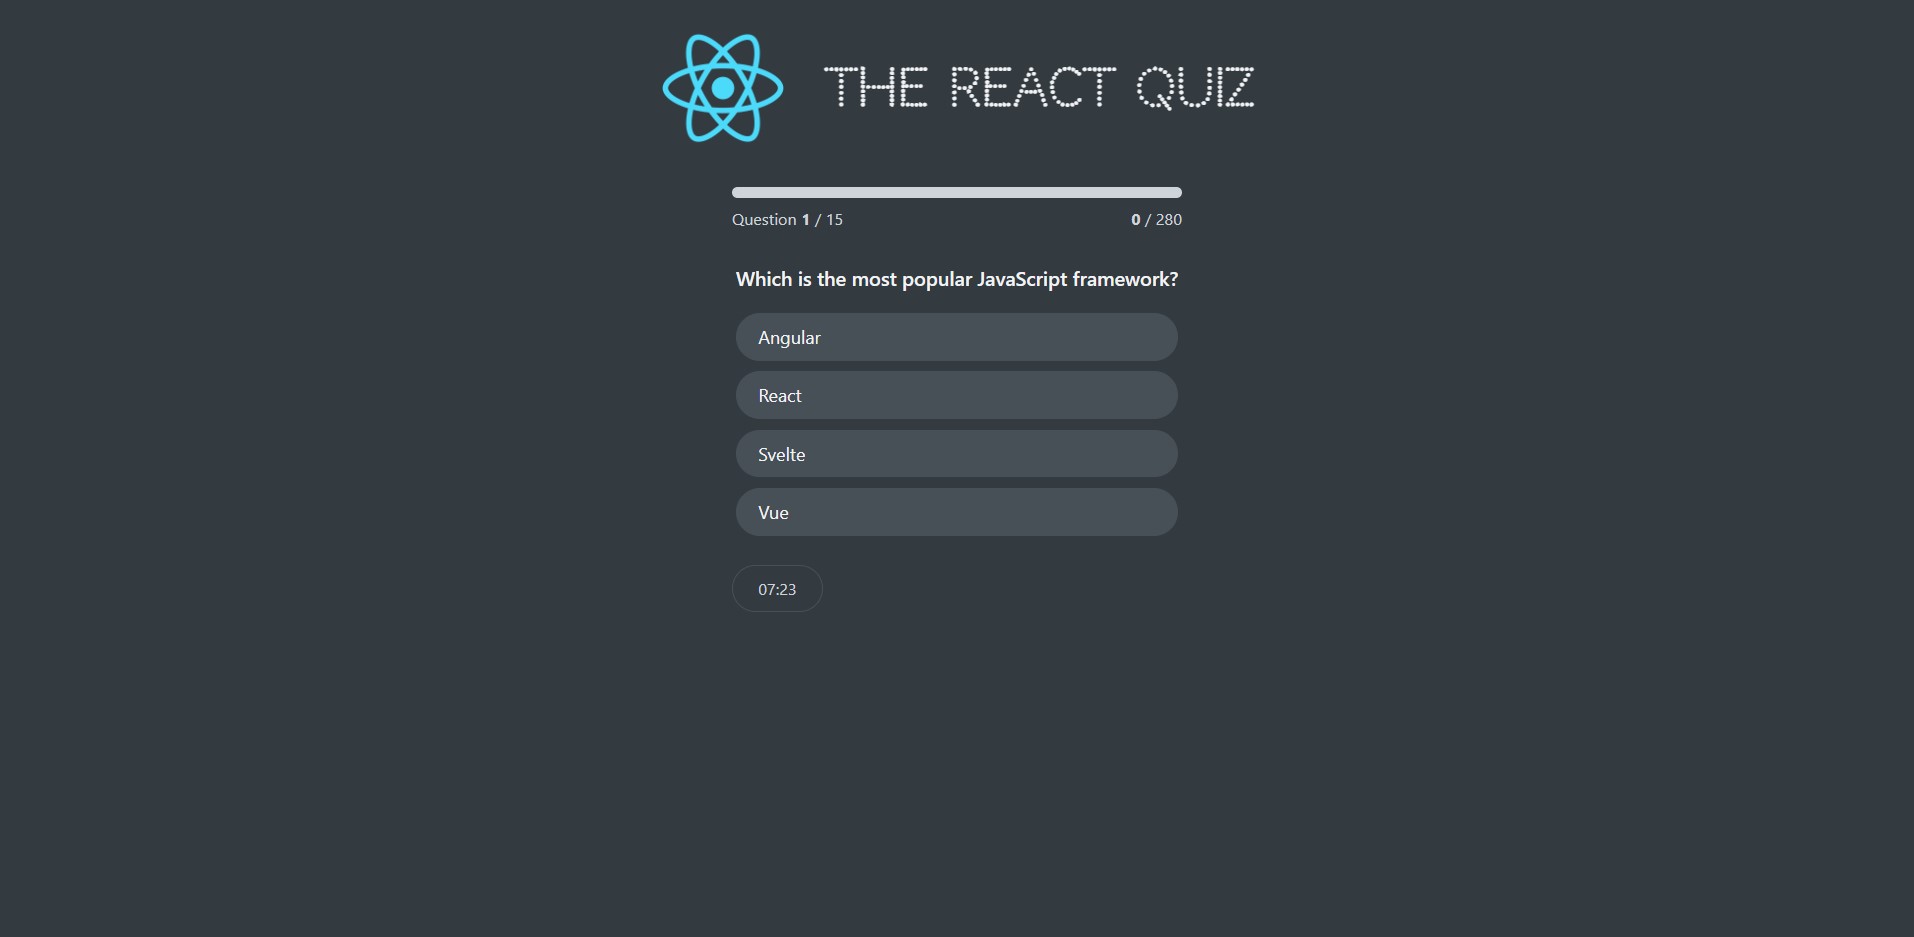 THE REACT QUIZ
Question 1 / 15
0 / 280
Which is the most popular JavaScript framework?
Angular
React
Svelte
Vue
07:23